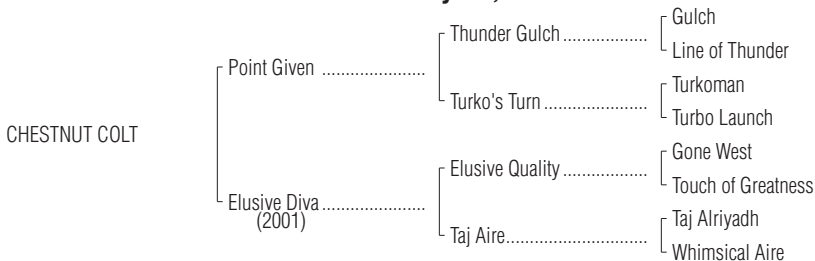 Gulch
Thunder Gulch
Line of Thunder
Point Given
Turkoman
Turko's Turn
Turbo Launch
CHESTNUT COLT
Gone West
Elusive Quality
Touch of Greatness
Elusive Diva
(2001)
Taj Alriyadh
Taj Aire
Whimsical Aire